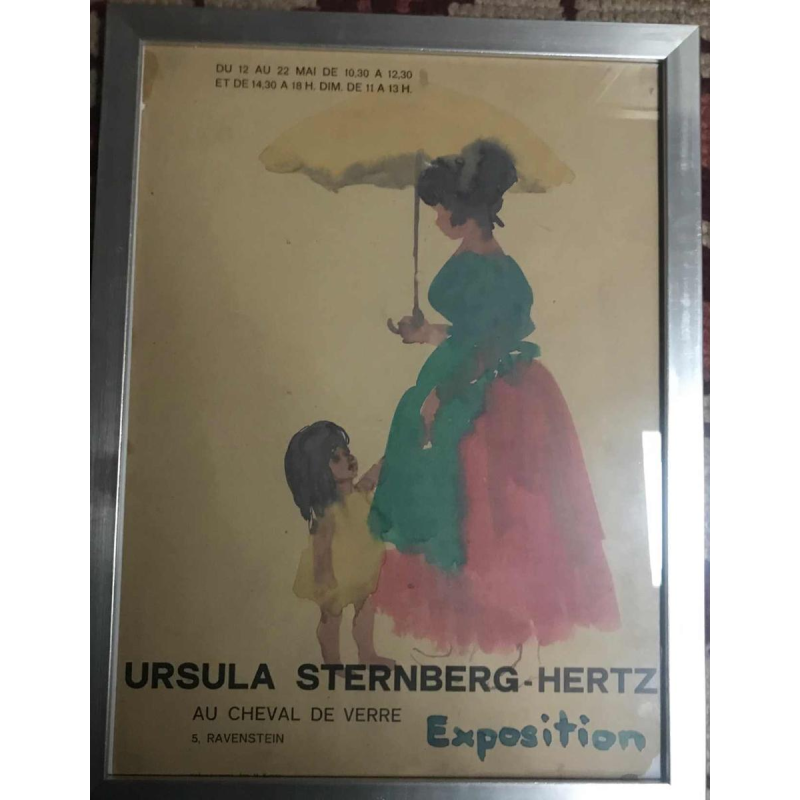 DU 12 AU 22 MAI DE 10,30 A 12,30
ET DE 14,30 A 18 H. DIM. DE 11 A 13 H.
URSULA STERNBERG-HERTZ
AU CHEVAL DE VERRE
5, RAVENSTEIN
Exposition